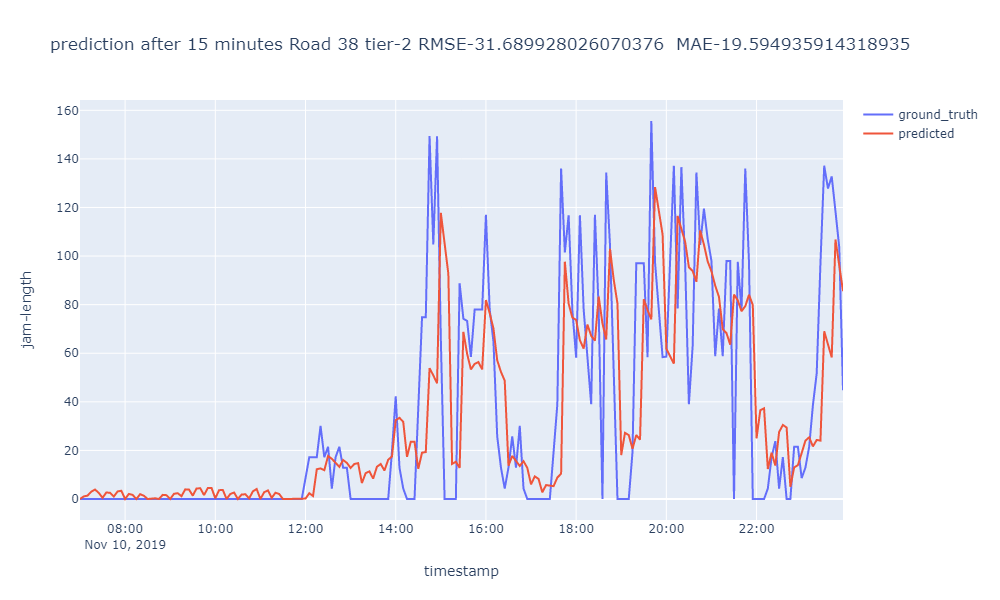 prediction after 15 minutes Road 38 tier-2 RMSE-31.689928026070376  MAE-19.594935914318935
ground_truth
predicted
160
140
120
100
80
60
40
20
0
jam-length
08:00
10:00
12:00
14:00
16:00
18:00
20:00
22:00
Nov 10, 2019
timestamp